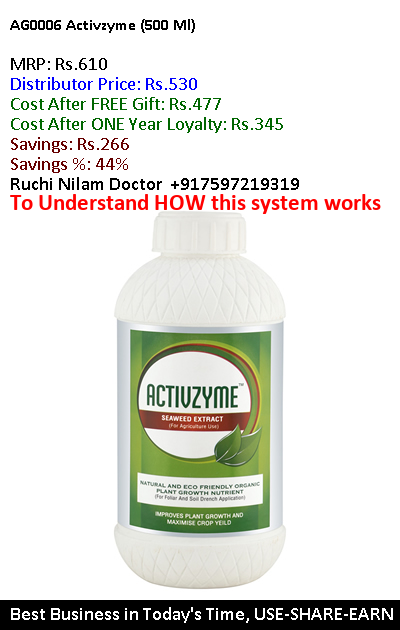 AG0006 Activzyme (500 Ml)
MRP: Rs.610
Distributor Price: Rs.530
Cost After FREE Gift: Rs.477
Cost After ONE Year Loyalty: Rs.345
Savings: Rs.266
Savings %: 44%
Ruchi Nilam Doctor +917597219319
To Understand HOW this system works
ACTIVZYME™
SEAWEED EXTRACT
(For Agriculture Use)
NATURAL AND ECO FRIENDLY ORGANIC
PLANT GROWTH NUTRIENT
(For Foliar And Soil Drench Application)
IMPROVES PLANT GROWTH AND
MAXIMISE CROP YEILD
Best Business in Today's Time, USE-SHARE-EARN